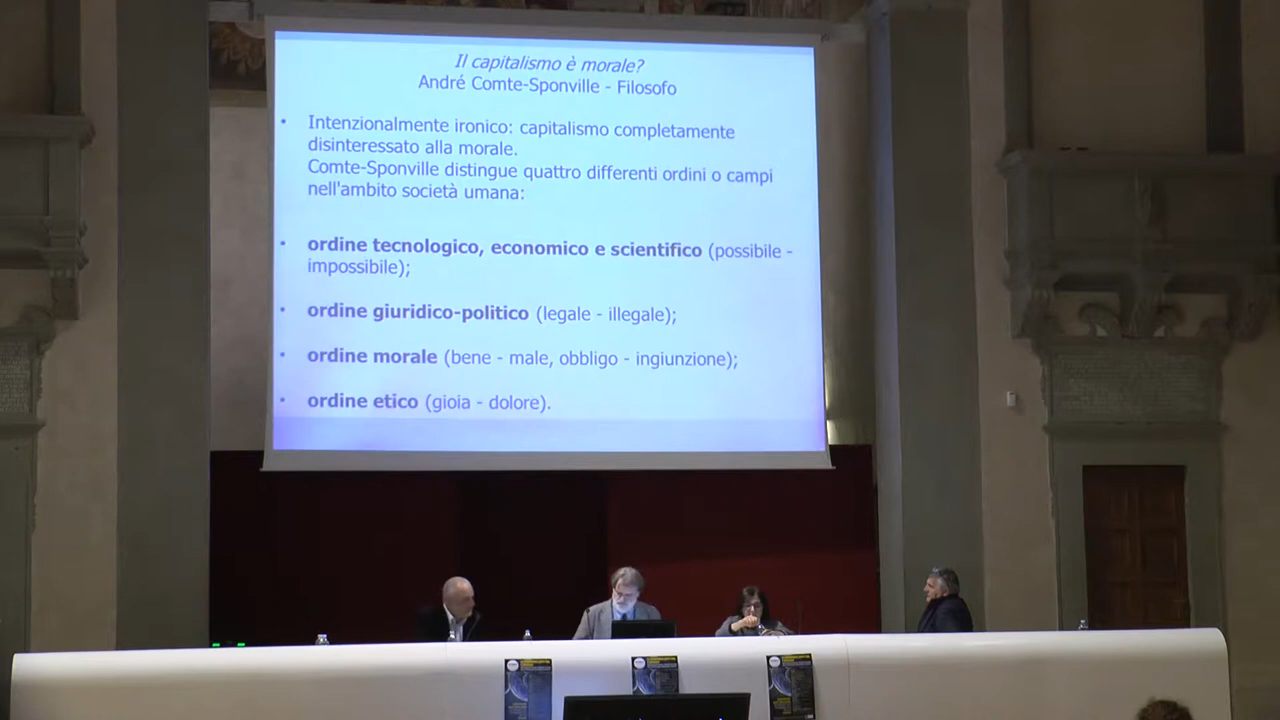 Il capitalismo è morale?
André Comte-Sponville - Filosofo
• Intenzionalmente ironico: capitalismo completamente
disinteressato alla morale.
Comte-Sponville distingue quattro differenti ordini o campi
nell'ambito società umana:
• ordine tecnologico, economico e scientifico (possibile -
impossibile);
• ordine giuridico-politico (legale - illegale);
• ordine morale (bene - male, obbligo - ingiunzione);
• ordine etico (gioia - dolore).